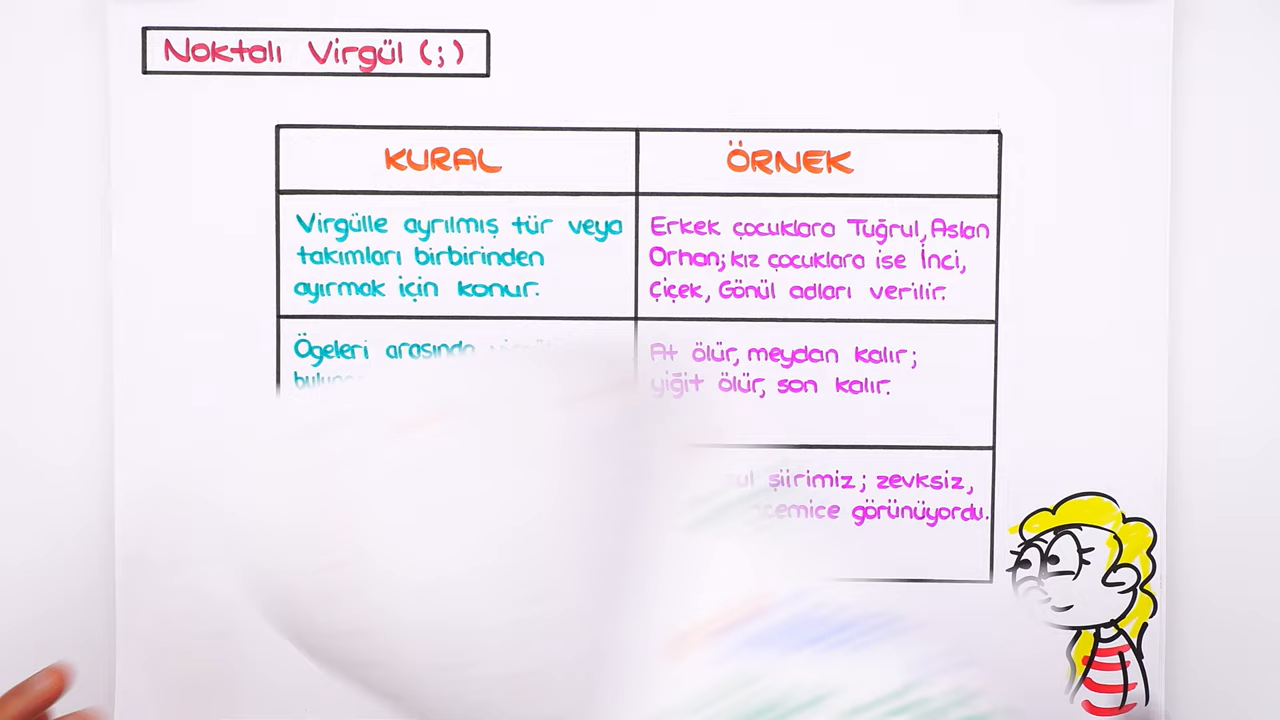 Noktalı Virgül (;)
KURAL
ÖRNEK
Virgülle ayrılmış tür veya
takımları birbirinden
ayırmak için konur.
Erkek çocuklara Tuğrul, Aslan
Orhan; kız çocuklara ise İnci,
Çiçek, Gönül adları verilir.
Ögeleri arasında
At ölür, meydan kalır;
yiğit ölür, şan kalır.
şiirimiz; zevksiz,
görünüyordu.